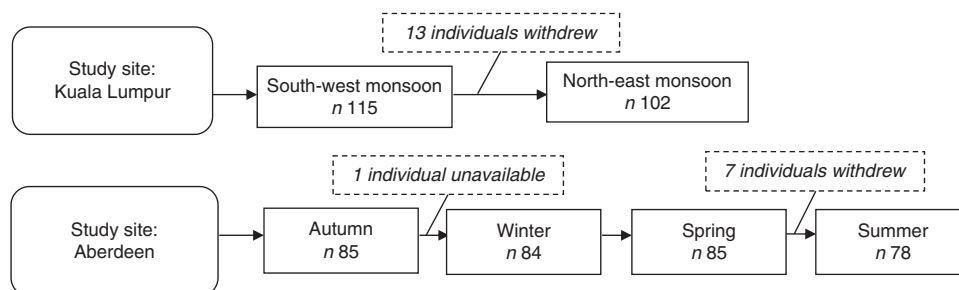 13 individuals withdrew
Study site:
Kuala Lumpur
South-west monsoon
n 115
North-east monsoon
n 102
1 individual unavailable
7 individuals withdrew
Study site:
Aberdeen
Autumn
n 85
Winter
n 84
Spring
n 85
Summer
n 78